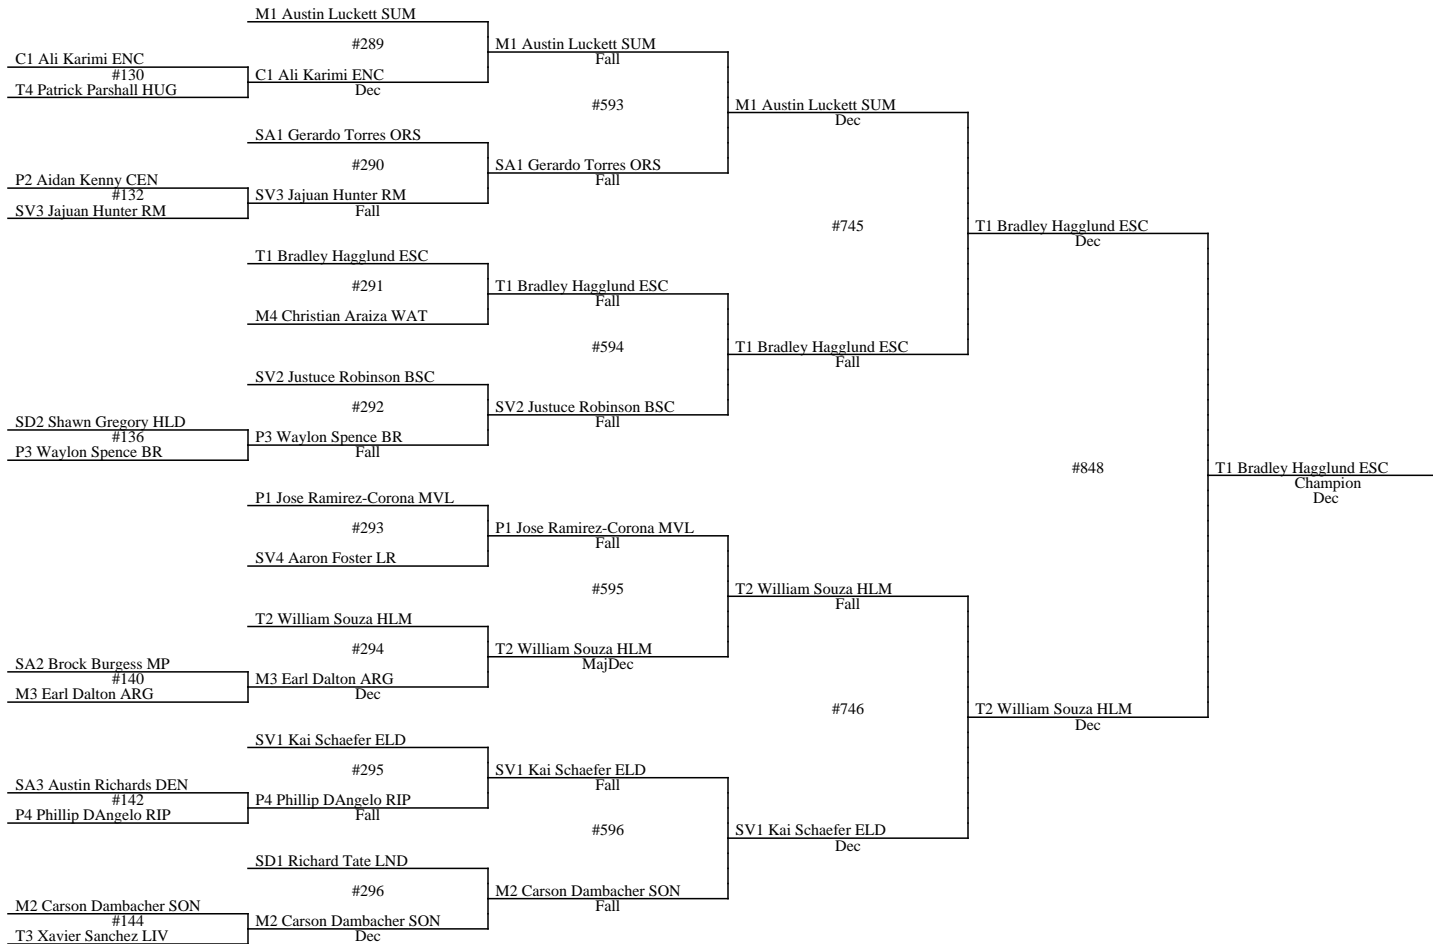 M1 Austin Luckett SUM
#289
M1 Austin Luckett SUM
Fall
C1 Ali Karimi ENC
#130
T4 Patrick Parshall HUG
C1 Ali Karimi ENC
Dec
#593
M1 Austin Luckett SUM
Dec
SA1 Gerardo Torres ORS
#290
SA1 Gerardo Torres ORS
Fall
P2 Aidan Kenny CEN
#132
SV3 Jajuan Hunter RM
SV3 Jajuan Hunter RM
Fall
#745
T1 Bradley Hagglund ESC
Dec
T1 Bradley Hagglund ESC
#291
T1 Bradley Hagglund ESC
Fall
M4 Christian Araiza WAT
#594
T1 Bradley Hagglund ESC
Fall
SV2 Justuce Robinson BSC
#292
SV2 Justuce Robinson BSC
Fall
SD2 Shawn Gregory HLD
#136
P3 Waylon Spence BR
P3 Waylon Spence BR
Fall
#848
T1 Bradley Hagglund ESC
Champion
Dec
P1 Jose Ramirez-Corona MVL
#293
P1 Jose Ramirez-Corona MVL
Fall
SV4 Aaron Foster LR
#595
T2 William Souza HLM
Fall
T2 William Souza HLM
#294
T2 William Souza HLM
MajDec
SA2 Brock Burgess MP
#140
M3 Earl Dalton ARG
M3 Earl Dalton ARG
Dec
#746
T2 William Souza HLM
Dec
SV1 Kai Schaefer ELD
#295
SV1 Kai Schaefer ELD
Fall
SA3 Austin Richards DEN
#142
P4 Phillip DAngelo RIP
P4 Phillip DAngelo RIP
Fall
#596
SV1 Kai Schaefer ELD
Dec
SD1 Richard Tate LND
#296
M2 Carson Dambacher SON
Fall
M2 Carson Dambacher SON
#144
T3 Xavier Sanchez LIV
M2 Carson Dambacher SON
Dec